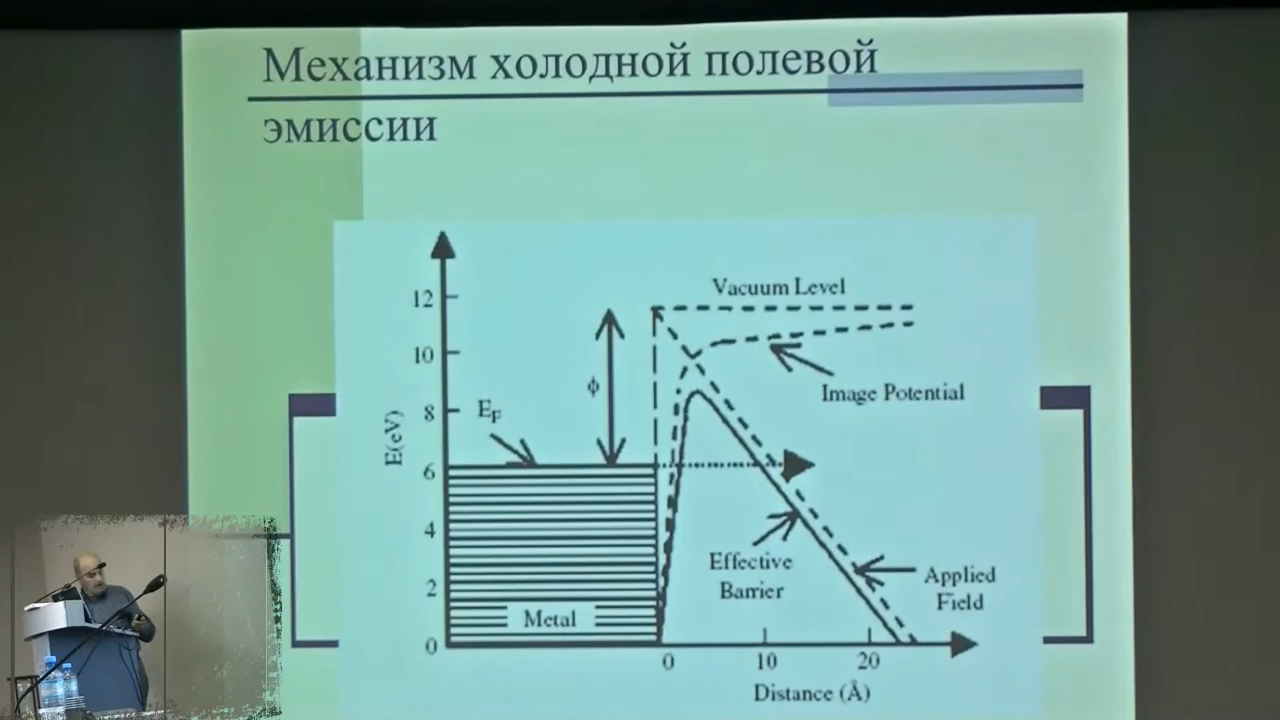 Механизм холодной полевой
эмиссии
Vacuum Level
12
10
8
6
4
2
0
E(eV)
E_F
ϕ
Image Potential
Effective
Barrier
Applied
Field
Metal
0
10
20
Distance (Å)